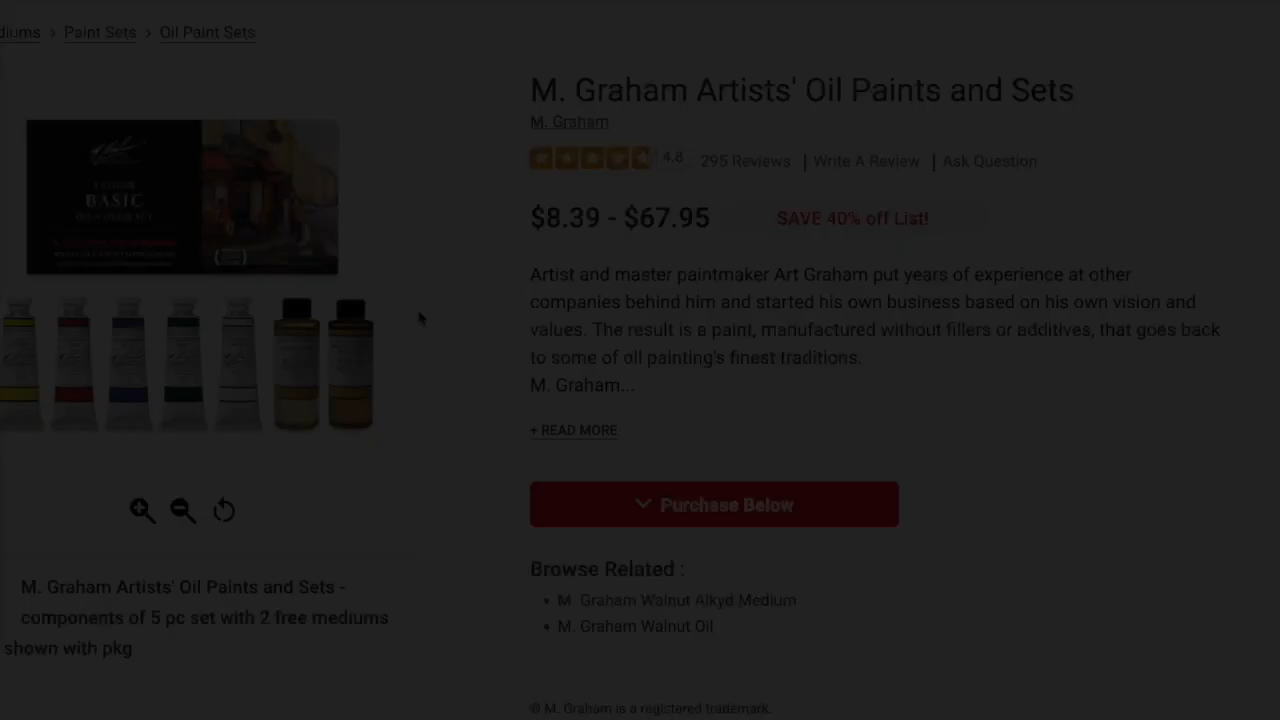 diums > Paint Sets > Oil Paint Sets
M. Graham Artists' Oil Paints and Sets
M. Graham
4.8 295 Reviews | Write A Review | Ask Question
$8.39 - $67.95 SAVE 40% off List!
BASIC
Artist and master paintmaker Art Graham put years of experience at other
companies behind him and started his own business based on his own vision and
values. The result is a paint, manufactured without fillers or additives, that goes back
to some of oil painting's finest traditions.
M. Graham...
+ READ MORE
Purchase Below
Browse Related :
• M. Graham Walnut Alkyd Medium
• M. Graham Walnut Oil
M. Graham Artists' Oil Paints and Sets -
components of 5 pc set with 2 free mediums
shown with pkg
© M. Graham is a registered trademark.